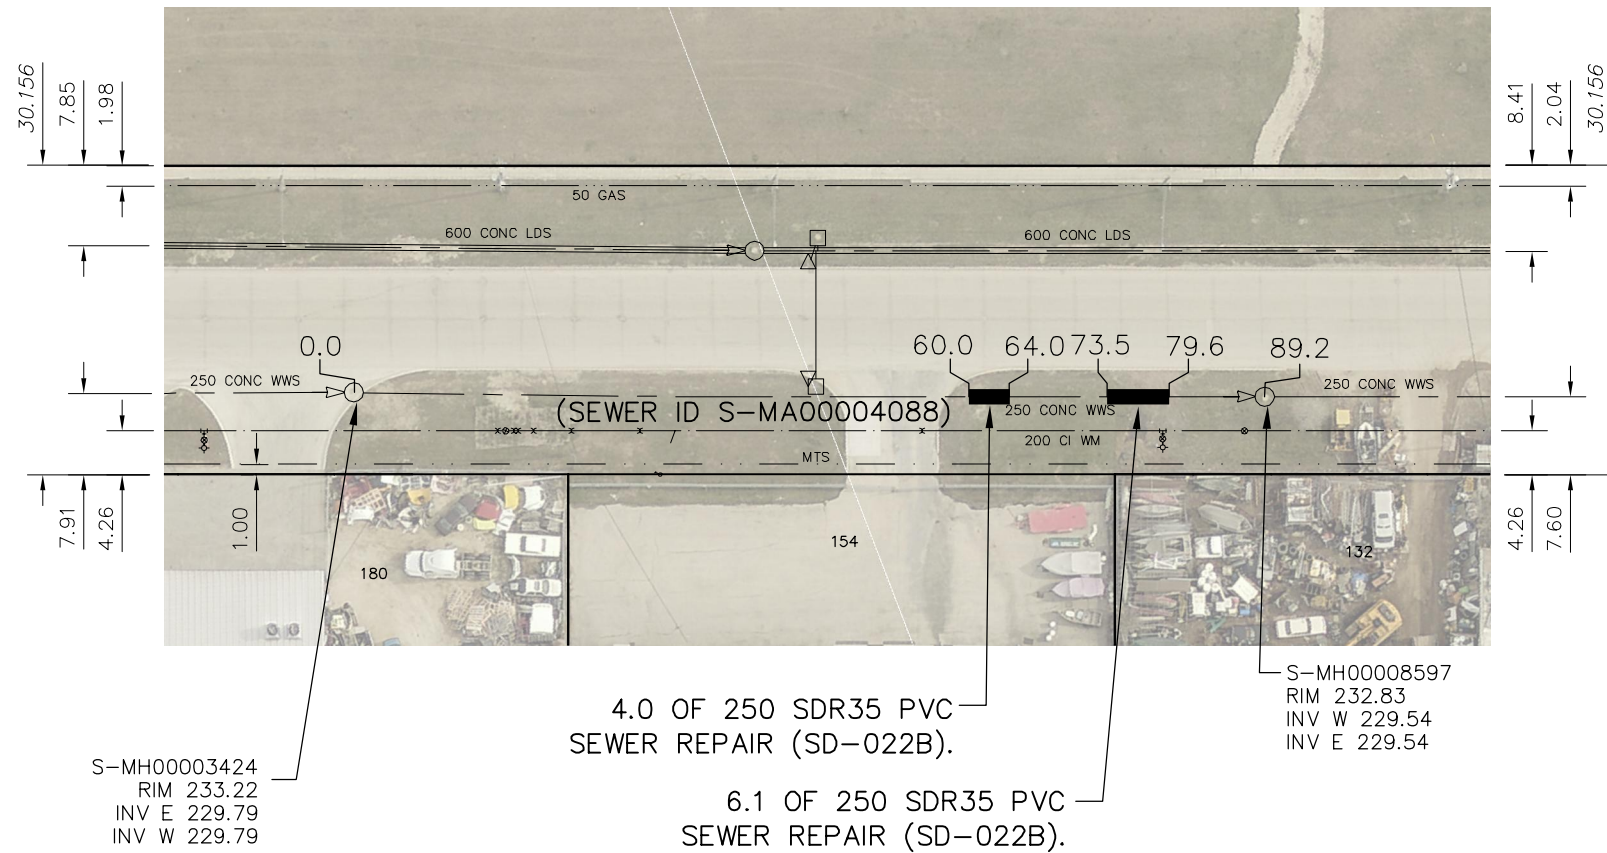 30.156
7.85
1.98
8.41
2.04
30.156
50 GAS
600 CONC LDS
600 CONC LDS
0.0
60.0
64.0
73.5
79.6
89.2
250 CONC WWS
250 CONC WWS
(SEWER ID S-MA00004088)
250 CONC WWS
200 CI WM
MTS
7.91
4.26
1.00
4.26
7.60
180
154
132
S-MH00008597
RIM 232.83
INV W 229.54
INV E 229.54
4.0 OF 250 SDR35 PVC
SEWER REPAIR (SD-022B).
S-MH00003424
RIM 233.22
INV E 229.79
INV W 229.79
6.1 OF 250 SDR35 PVC
SEWER REPAIR (SD-022B).